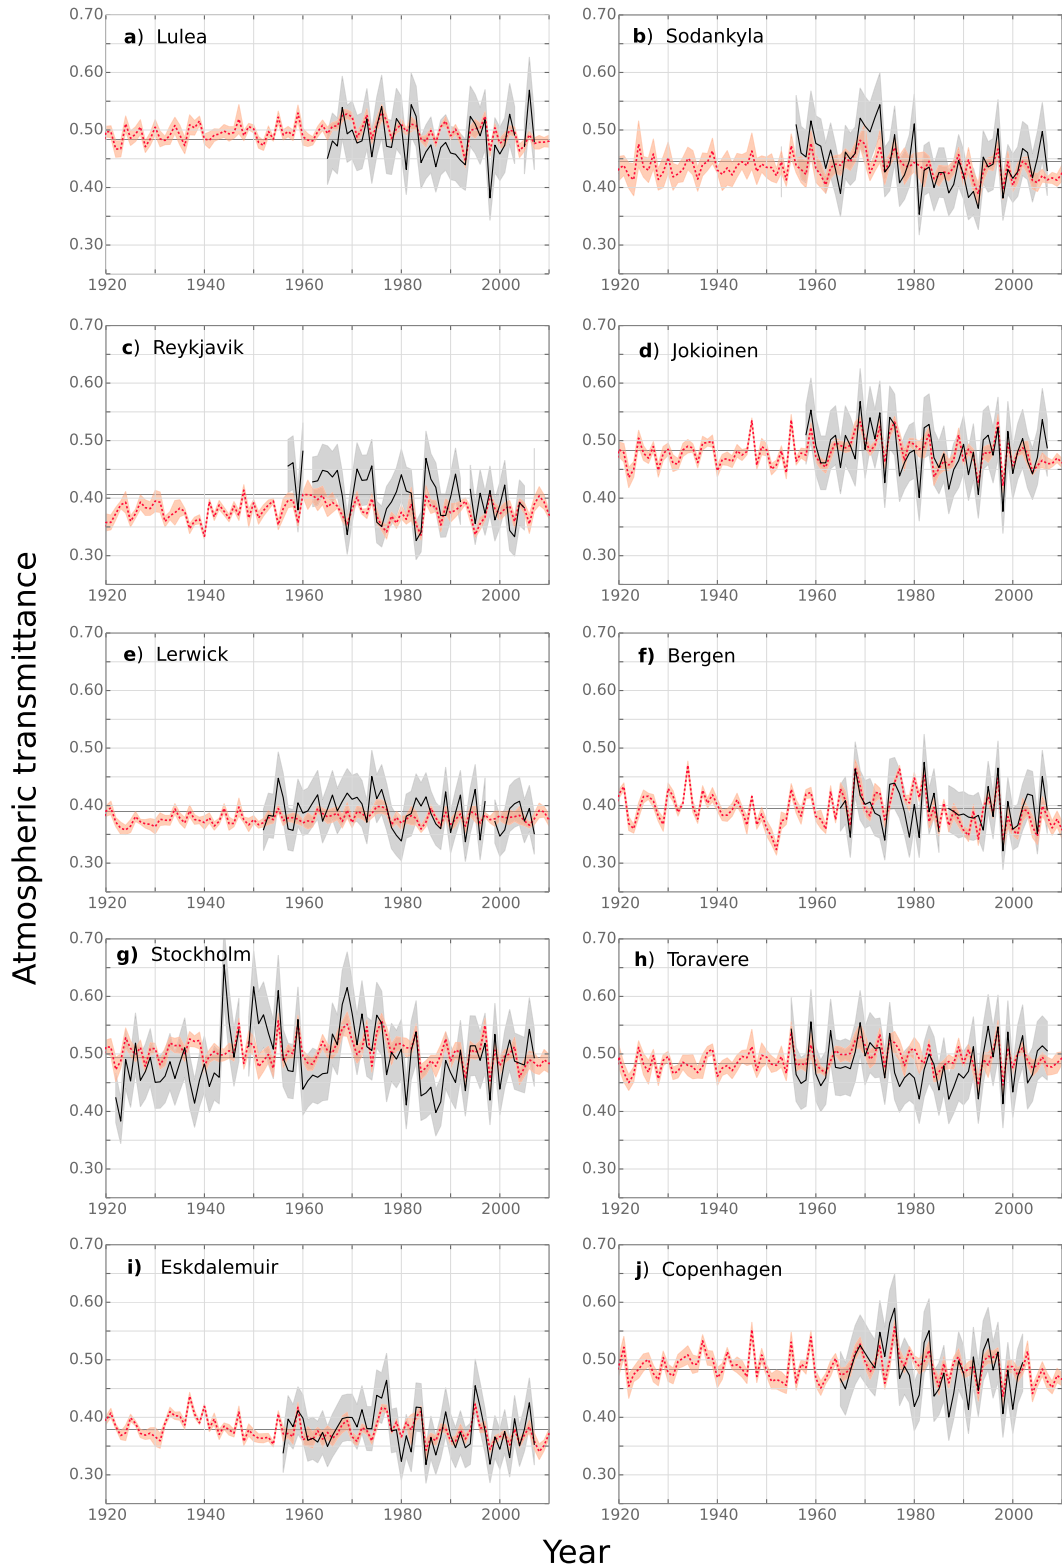 a) Lulea
0.70
0.60
0.50
0.40
0.30
1920 1940 1960 1980 2000
b) Sodankyla
0.70
0.60
0.50
0.40
0.30
1920 1940 1960 1980 2000
c) Reykjavik
0.70
0.60
0.50
0.40
0.30
1920 1940 1960 1980 2000
d) Jokioinen
0.70
0.60
0.50
0.40
0.30
1920 1940 1960 1980 2000
e) Lerwick
0.70
0.60
0.50
0.40
0.30
1920 1940 1960 1980 2000
f) Bergen
0.70
0.60
0.50
0.40
0.30
1920 1940 1960 1980 2000
g) Stockholm
0.70
0.60
0.50
0.40
0.30
1920 1940 1960 1980 2000
h) Toravere
0.70
0.60
0.50
0.40
0.30
1920 1940 1960 1980 2000
i) Eskdalemuir
0.70
0.60
0.50
0.40
0.30
1920 1940 1960 1980 2000
j) Copenhagen
0.70
0.60
0.50
0.40
0.30
1920 1940 1960 1980 2000
Atmospheric transmittance
Year